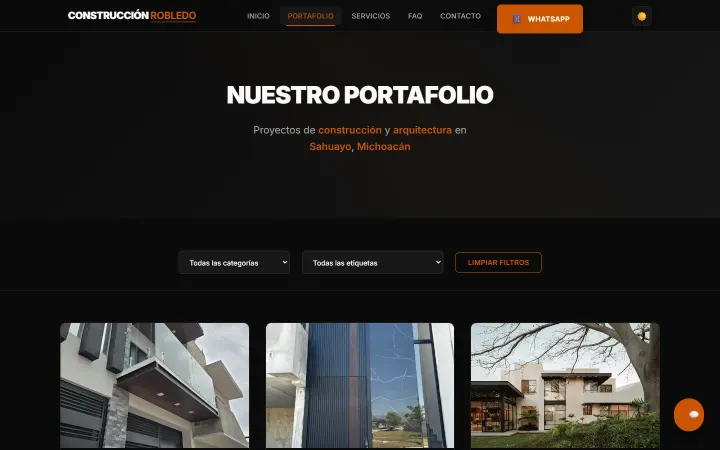 CONSTRUCCIÓN ROBLEDO
INICIO
PORTAFOLIO
SERVICIOS
FAQ
CONTACTO
WHATSAPP
NUESTRO PORTAFOLIO
Proyectos de construcción y arquitectura en
Sahuayo, Michoacán
Todas las categorías
Todas las etiquetas
LIMPIAR FILTROS